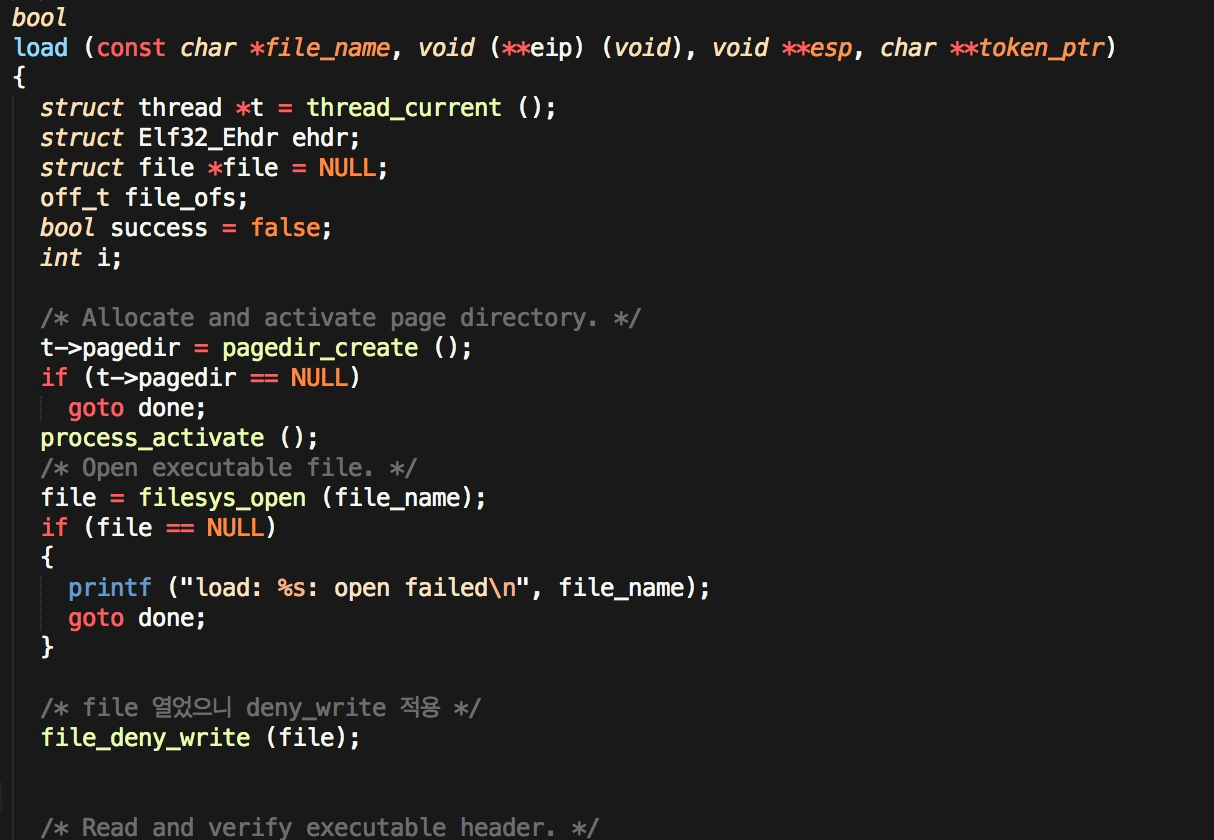 bool
load (const char *file_name, void (**eip) (void), void **esp, char **token_ptr)
{
  struct thread *t = thread_current ();
  struct Elf32_Ehdr ehdr;
  struct file *file = NULL;
  off_t file_ofs;
  bool success = false;
  int i;

  /* Allocate and activate page directory. */
  t->pagedir = pagedir_create ();
  if (t->pagedir == NULL)
    goto done;
  process_activate ();
  /* Open executable file. */
  file = filesys_open (file_name);
  if (file == NULL)
  {
    printf ("load: %s: open failed\n", file_name);
    goto done;
  }

  /* file 열었으니 deny_write 적용 */
  file_deny_write (file);


  /* Read and verify executable header. */